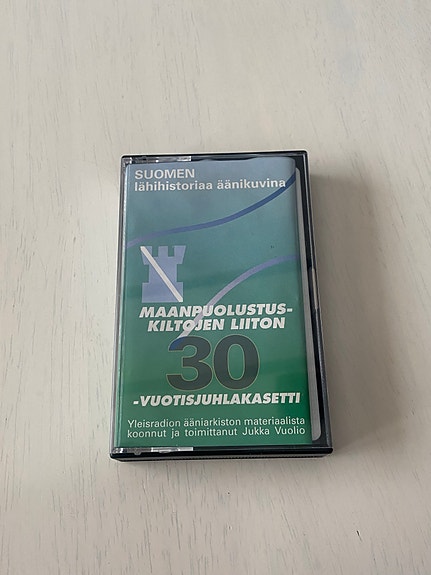 SUOMEN
lähihistoriaa äänikuvina
MAANPUOLUSTUS-
KILTOJEN LIITON
30
-VUOTISJUHLAKASETTI
Yleisradion ääniarkiston materiaalista
koonnut ja toimittanut Jukka Vuolio